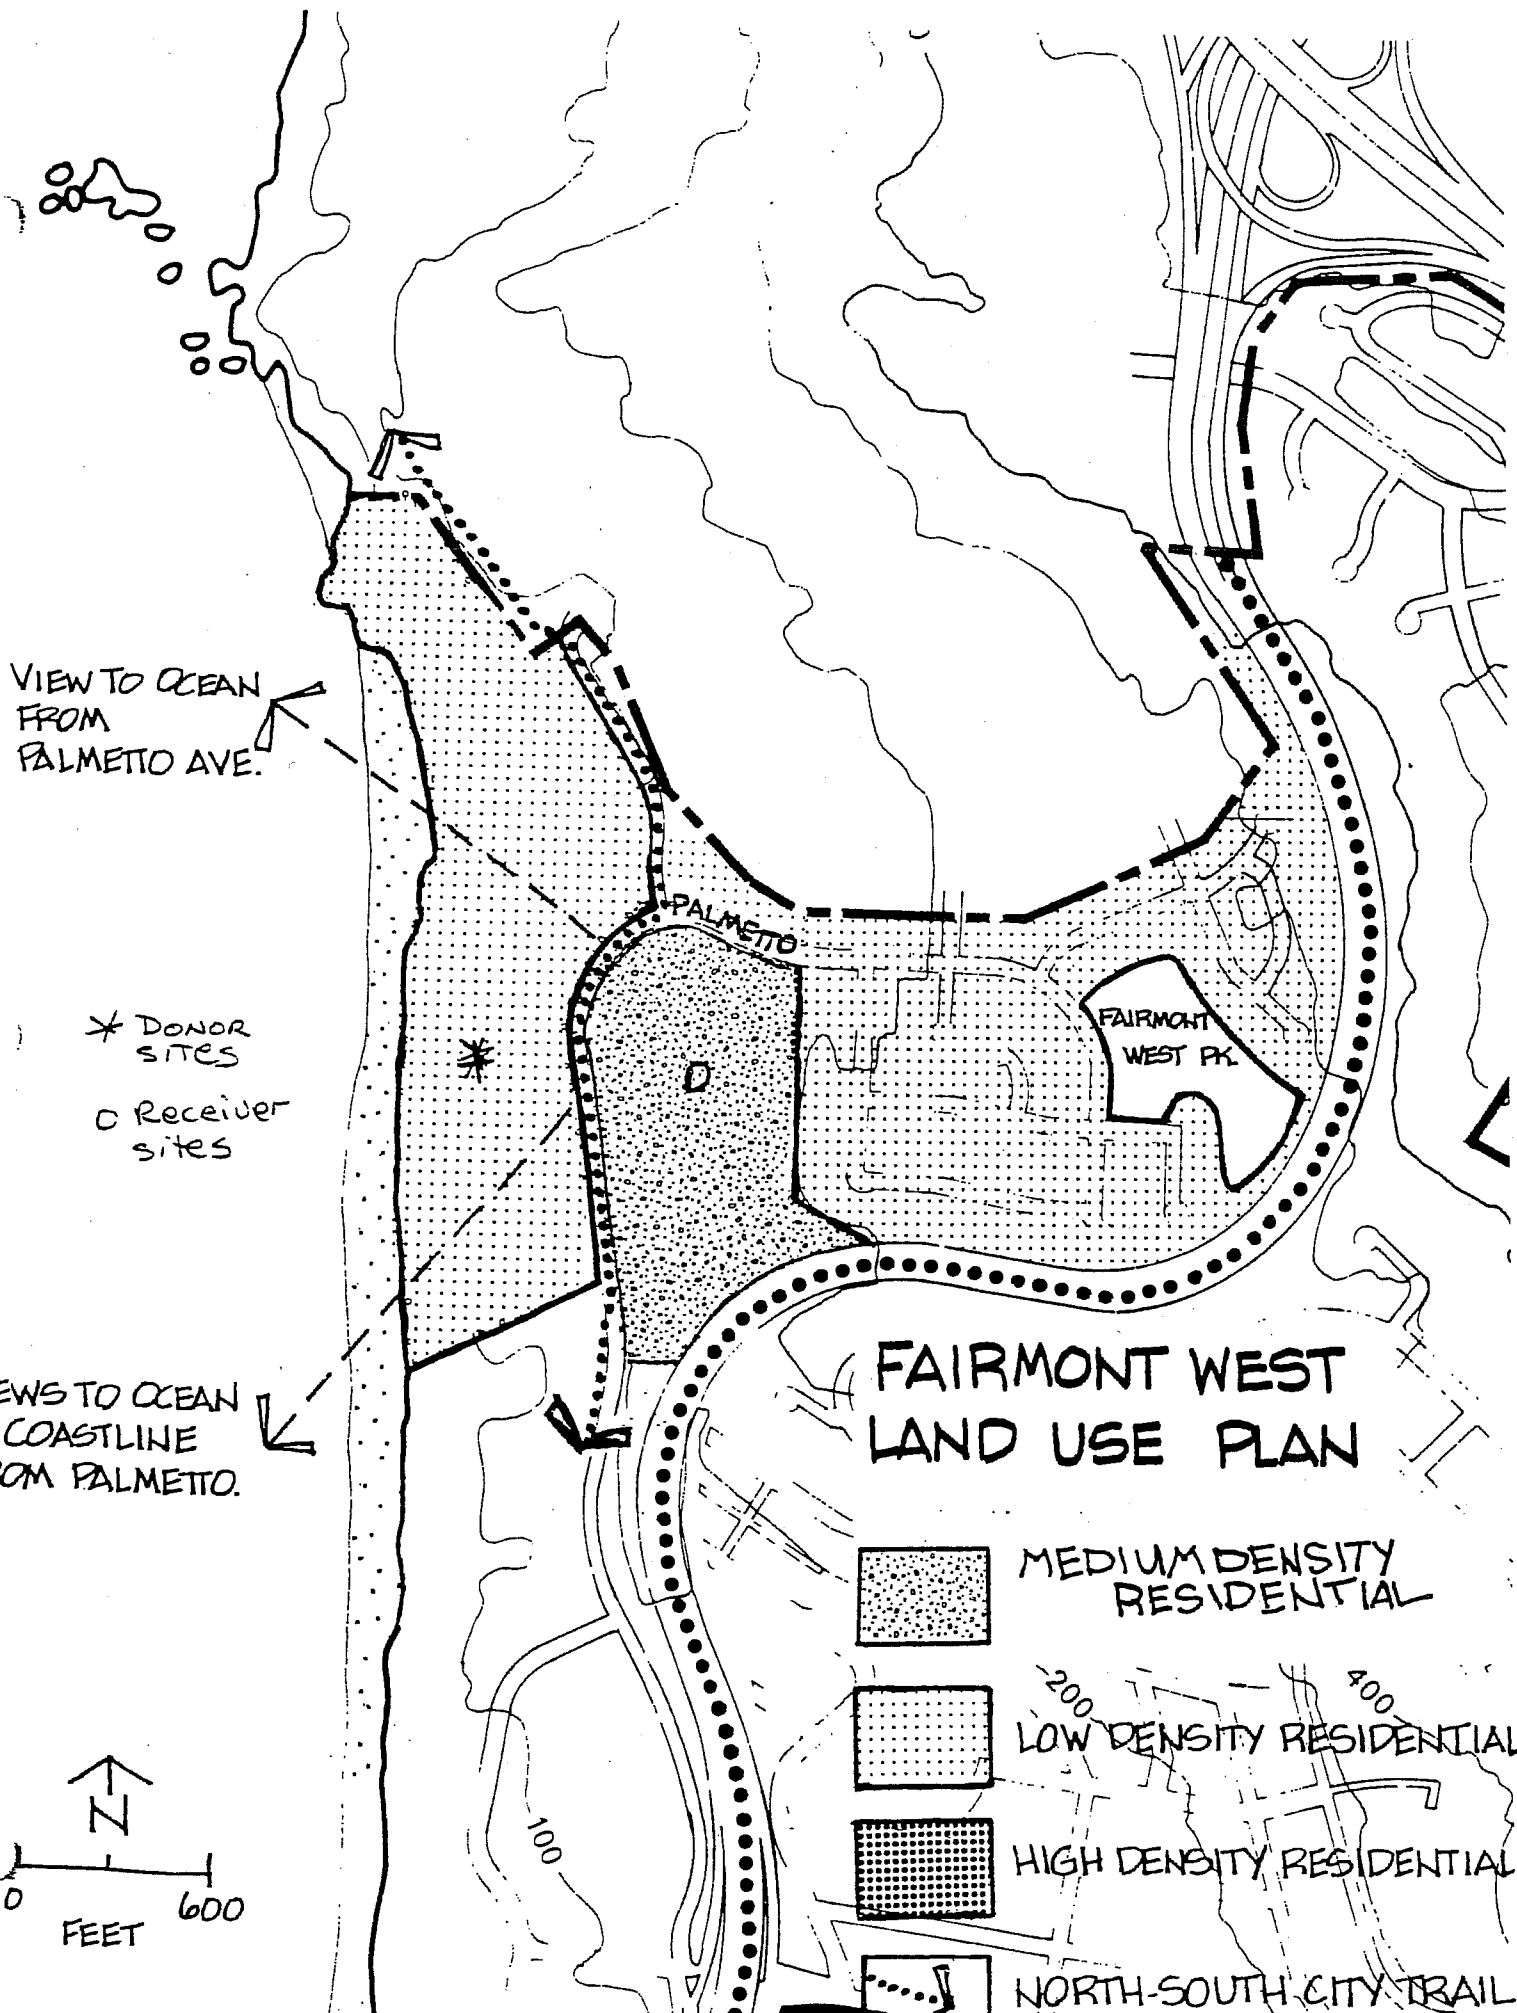 VIEW TO OCEAN
FROM
PALMETTO AVE.
PALMETTO
* DONOR
sites
O Receiver
sites
*
O
FAIRMONT
WEST PK.
EWS TO OCEAN
COASTLINE
OM PALMETTO.
FAIRMONT WEST
LAND USE PLAN
MEDIUM DENSITY
RESIDENTIAL
200
400
LOW DENSITY RESIDENTIAL
HIGH DENSITY RESIDENTIAL
NORTH-SOUTH CITY TRAIL
100
N
0 600
FEET